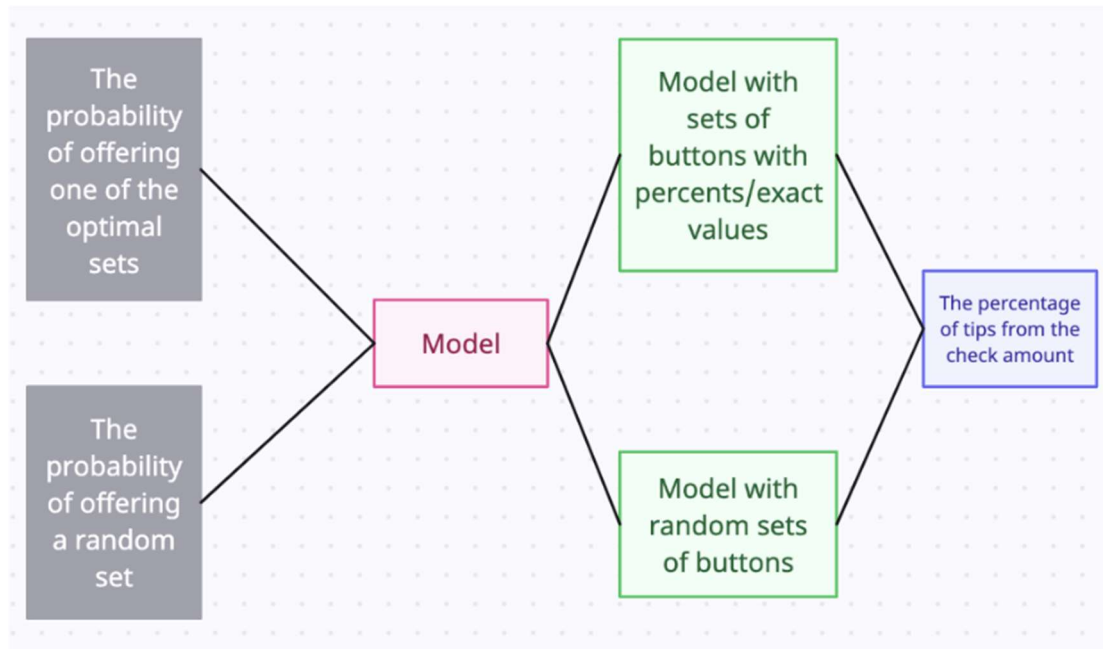 The
probability
of offering
one of the
optimal
sets
The
probability
of offering
a random
set
Model
Model with
sets of
buttons with
percents/exact
values
Model with
random sets
of buttons
The percentage
of tips from the
check amount